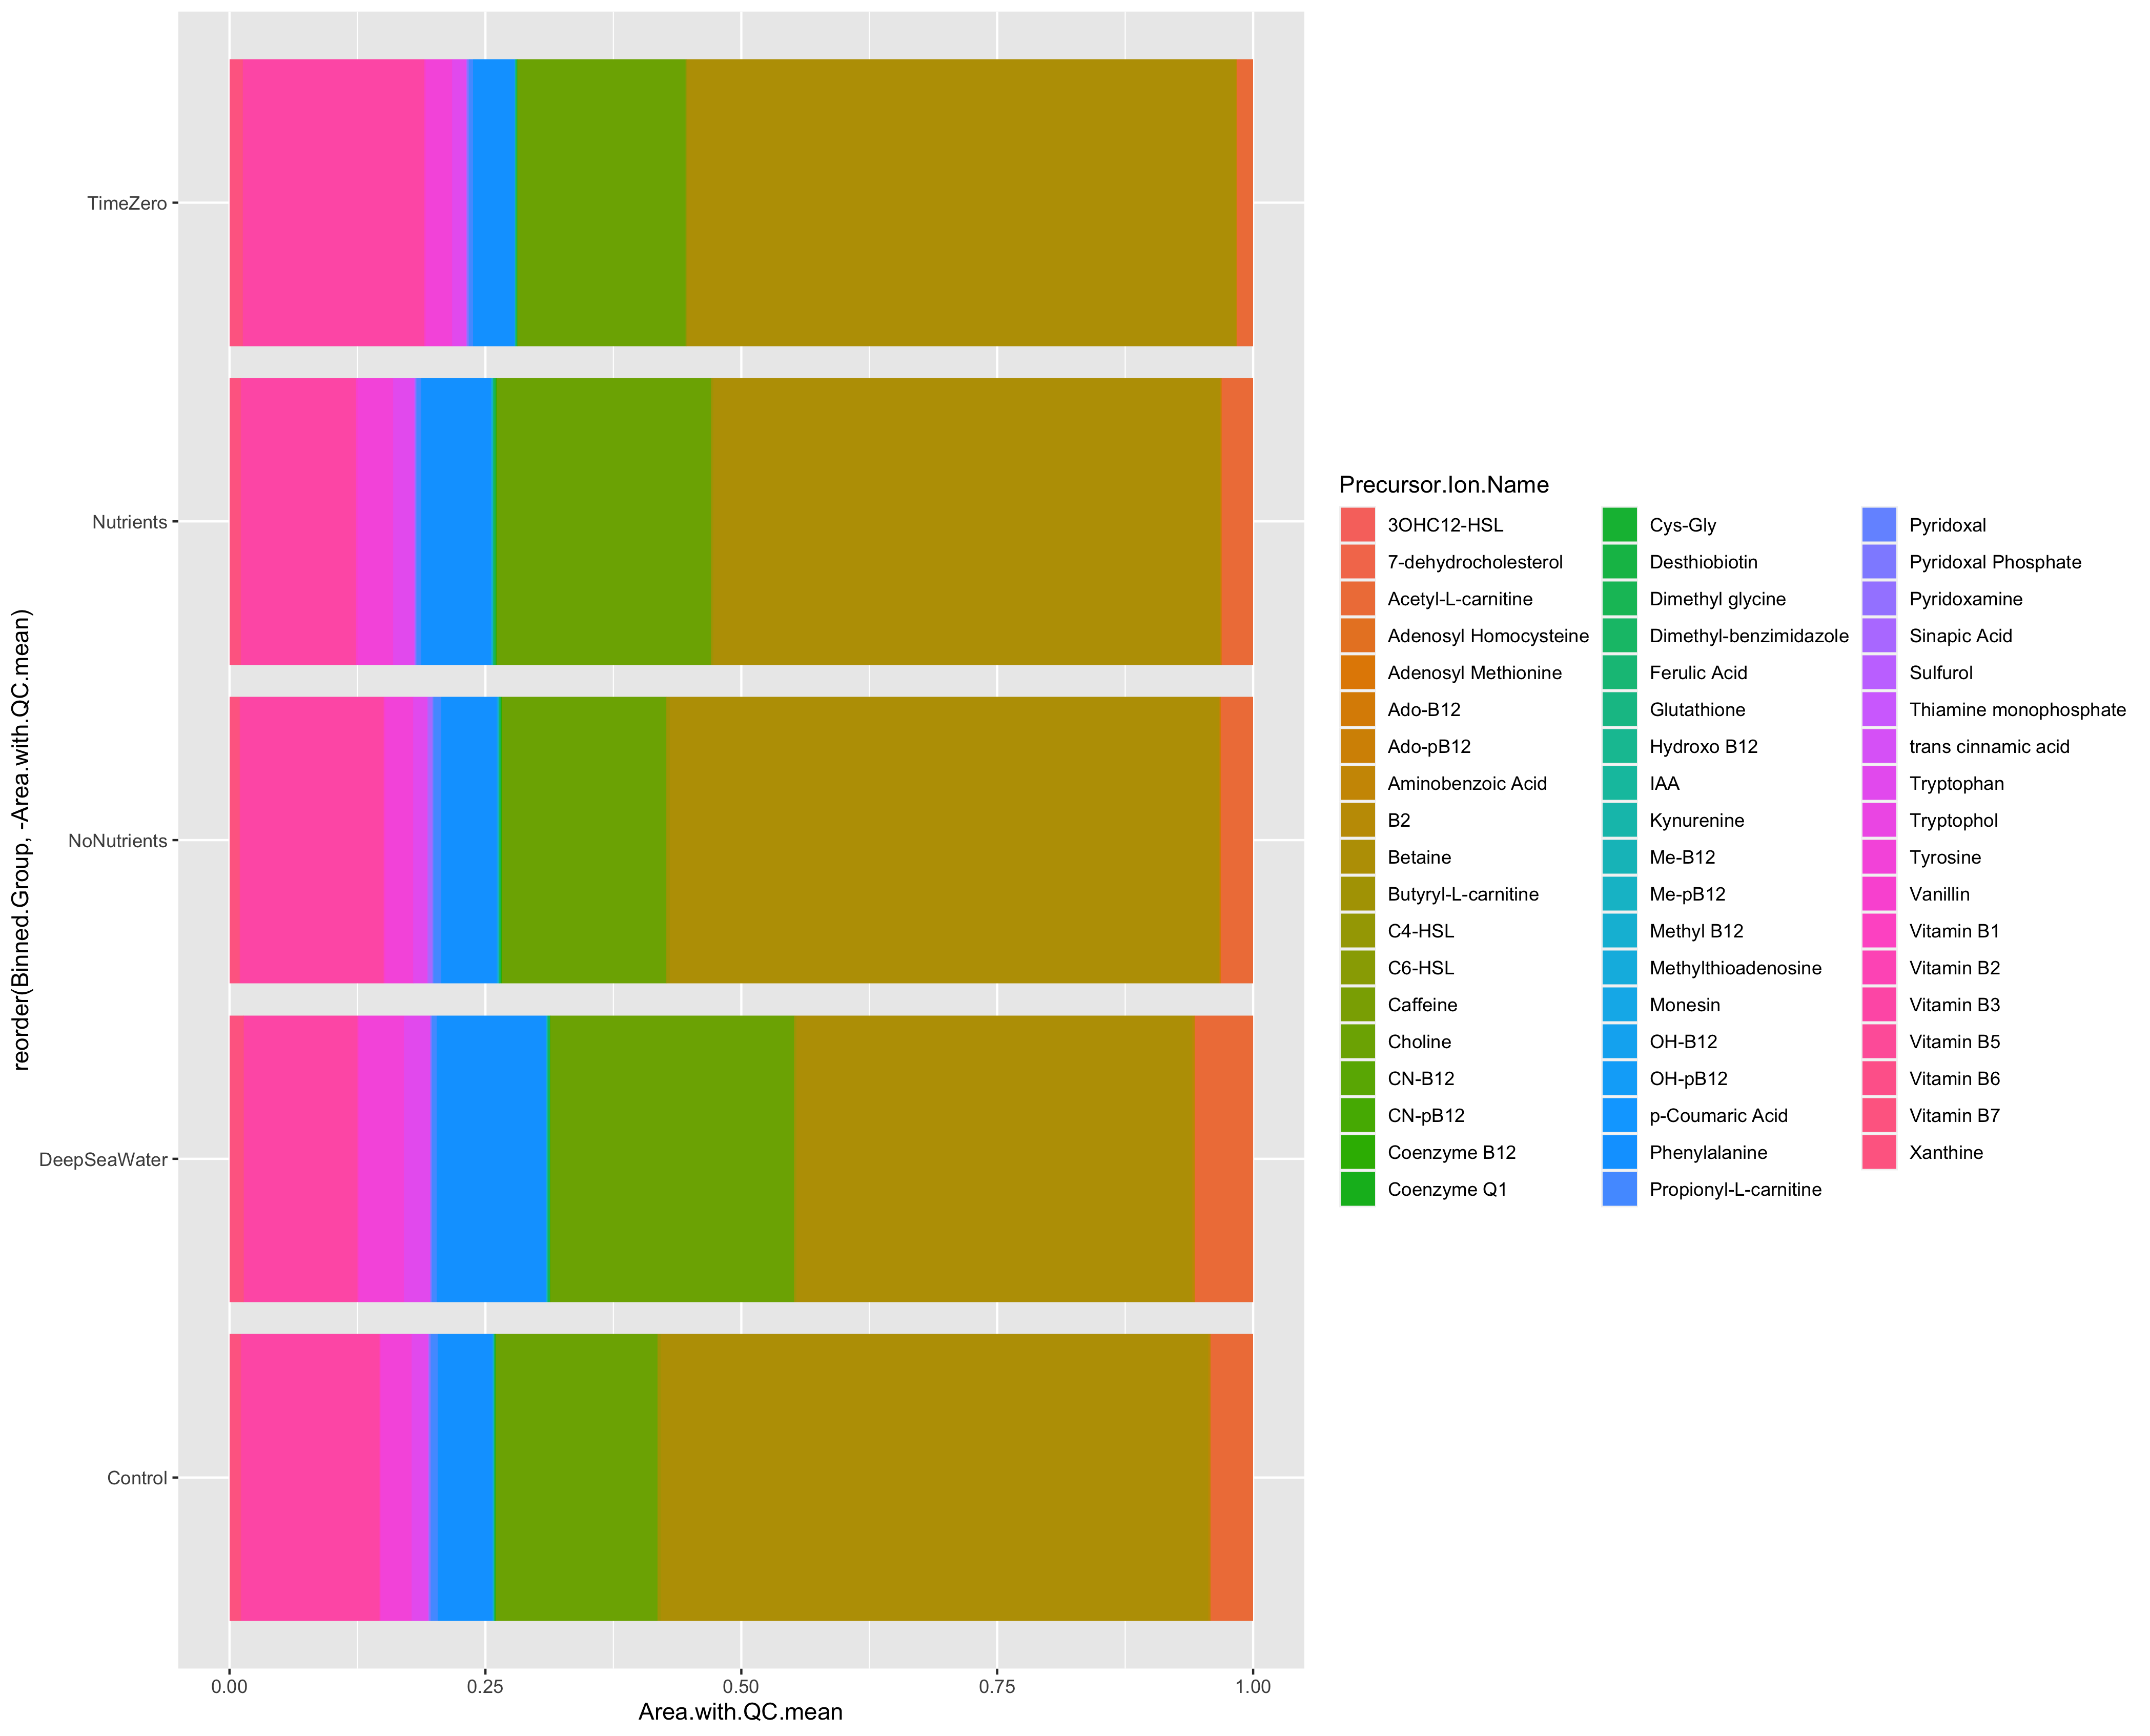 reorder(Binned.Group, -Area.with.QC.mean)
TimeZero
Nutrients
NoNutrients
DeepSeaWater
Control
0.00
0.25
0.50
0.75
1.00
Area.with.QC.mean
Precursor.Ion.Name
3OHC12-HSL
7-dehydrocholesterol
Acetyl-L-carnitine
Adenosyl Homocysteine
Adenosyl Methionine
Ado-B12
Ado-pB12
Aminobenzoic Acid
B2
Betaine
Butyryl-L-carnitine
C4-HSL
C6-HSL
Caffeine
Choline
CN-B12
CN-pB12
Coenzyme B12
Coenzyme Q1
Cys-Gly
Desthiobiotin
Dimethyl glycine
Dimethyl-benzimidazole
Ferulic Acid
Glutathione
Hydroxo B12
IAA
Kynurenine
Me-B12
Me-pB12
Methyl B12
Methylthioadenosine
Monesin
OH-B12
OH-pB12
p-Coumaric Acid
Phenylalanine
Propionyl-L-carnitine
Pyridoxal
Pyridoxal Phosphate
Pyridoxamine
Sinapic Acid
Sulfurol
Thiamine monophosphate
trans cinnamic acid
Tryptophan
Tryptophol
Tyrosine
Vanillin
Vitamin B1
Vitamin B2
Vitamin B3
Vitamin B5
Vitamin B6
Vitamin B7
Xanthine